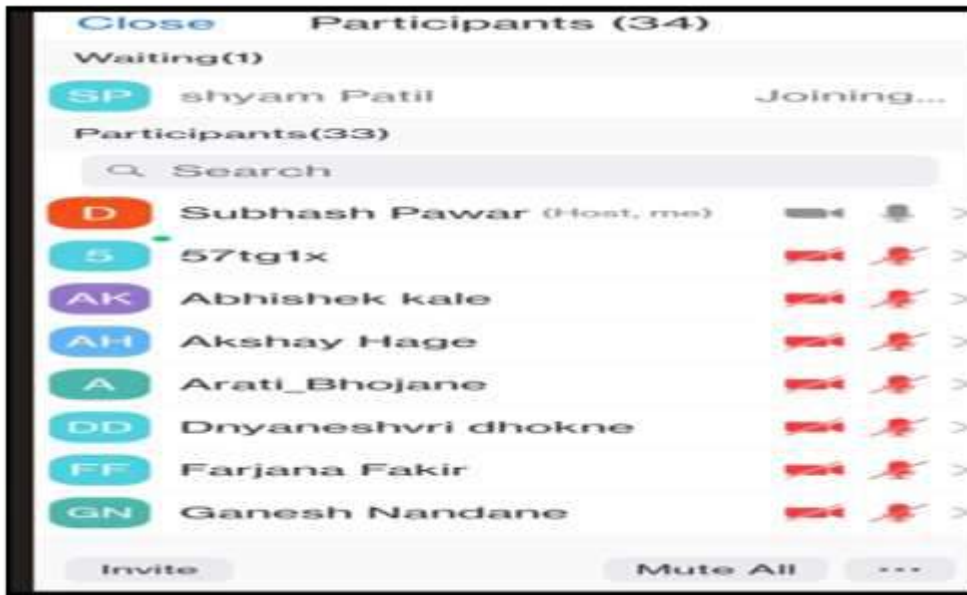 Close Participants (34)
Waiting(1)
SP shyam Patil Joining...
Participants(33)
Search
D Subhash Pawar (Host, me)
5 57tg1x
AK Abhishek kale
AH Akshay Hage
A Arati_Bhojane
DD Dnyaneshvri dhokne
FF Farjana Fakir
GN Ganesh Nandane
Invite Mute All ...